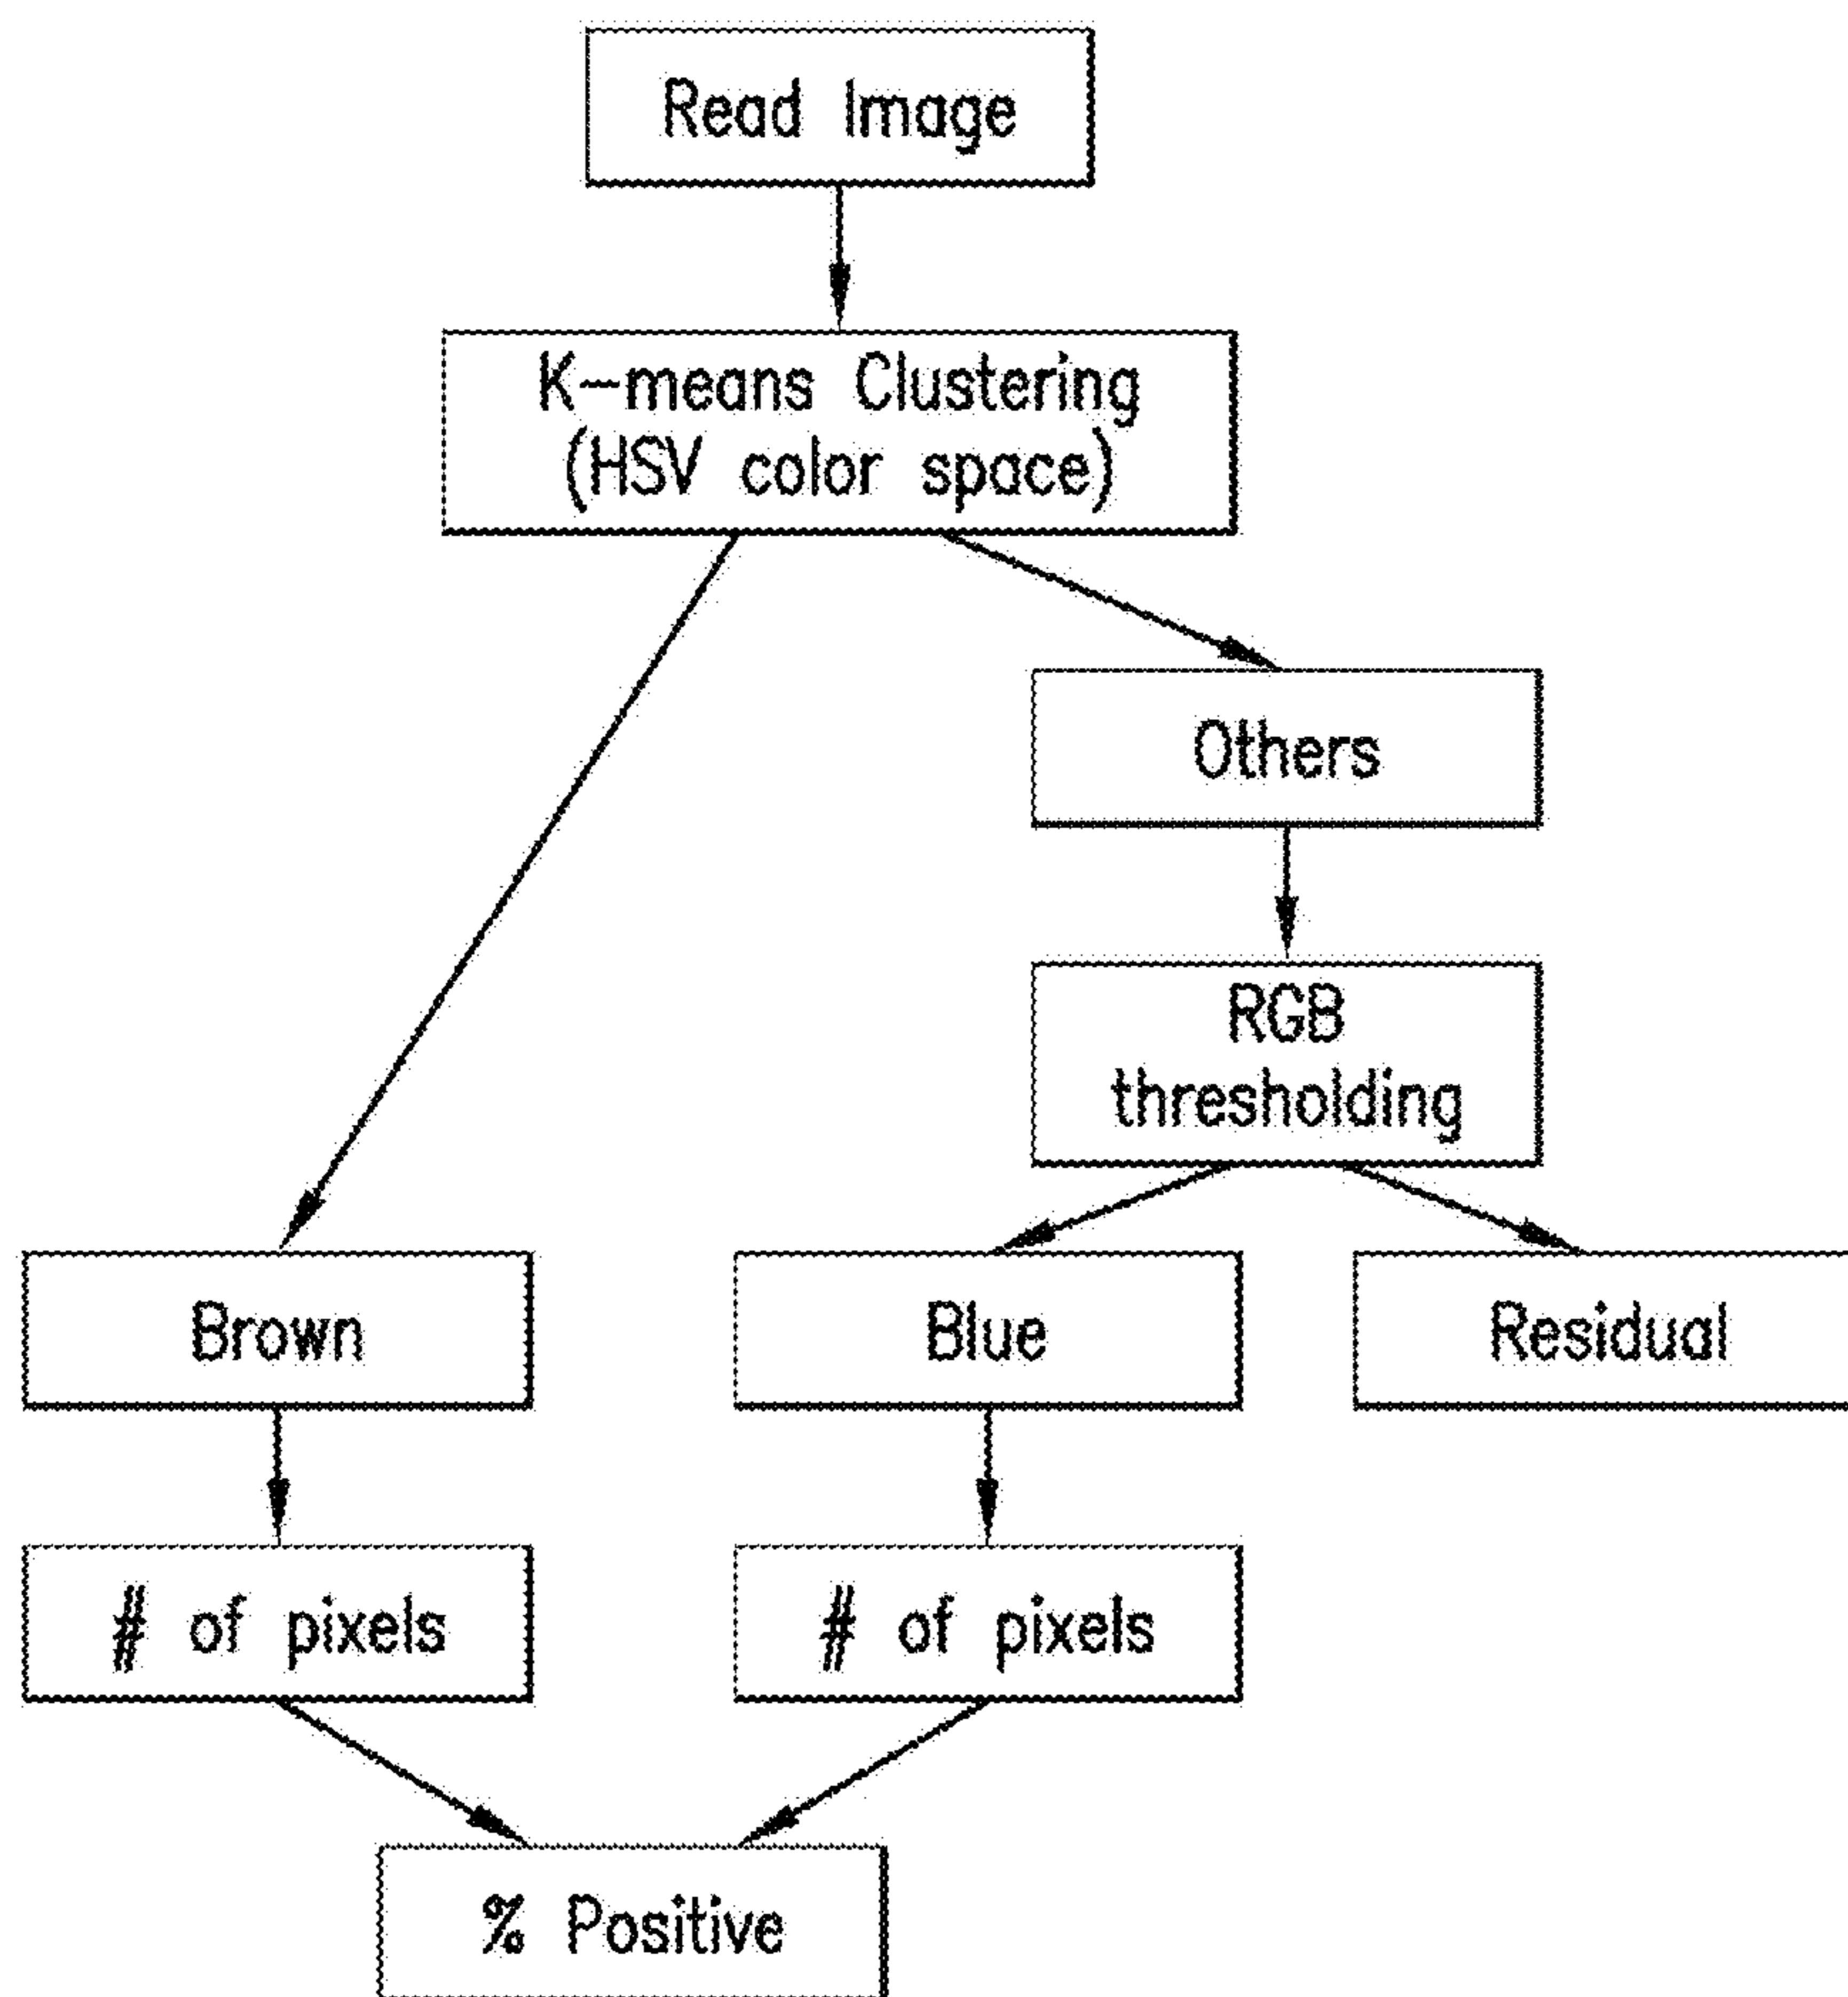 Read Image
K-means Clustering
(HSV color space)
Others
RGB
thresholding
Brown
Blue
Residual
# of pixels
# of pixels
% Positive